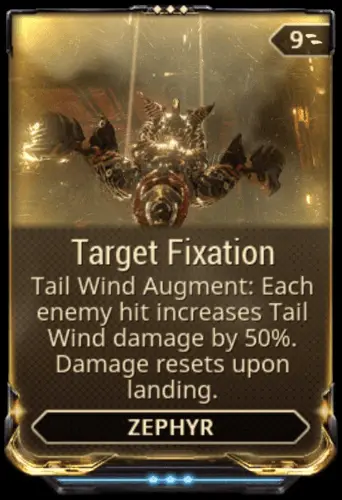 9
Target Fixation
Tail Wind Augment: Each
enemy hit increases Tail
Wind damage by 50%.
Damage resets upon
landing.
ZEPHYR